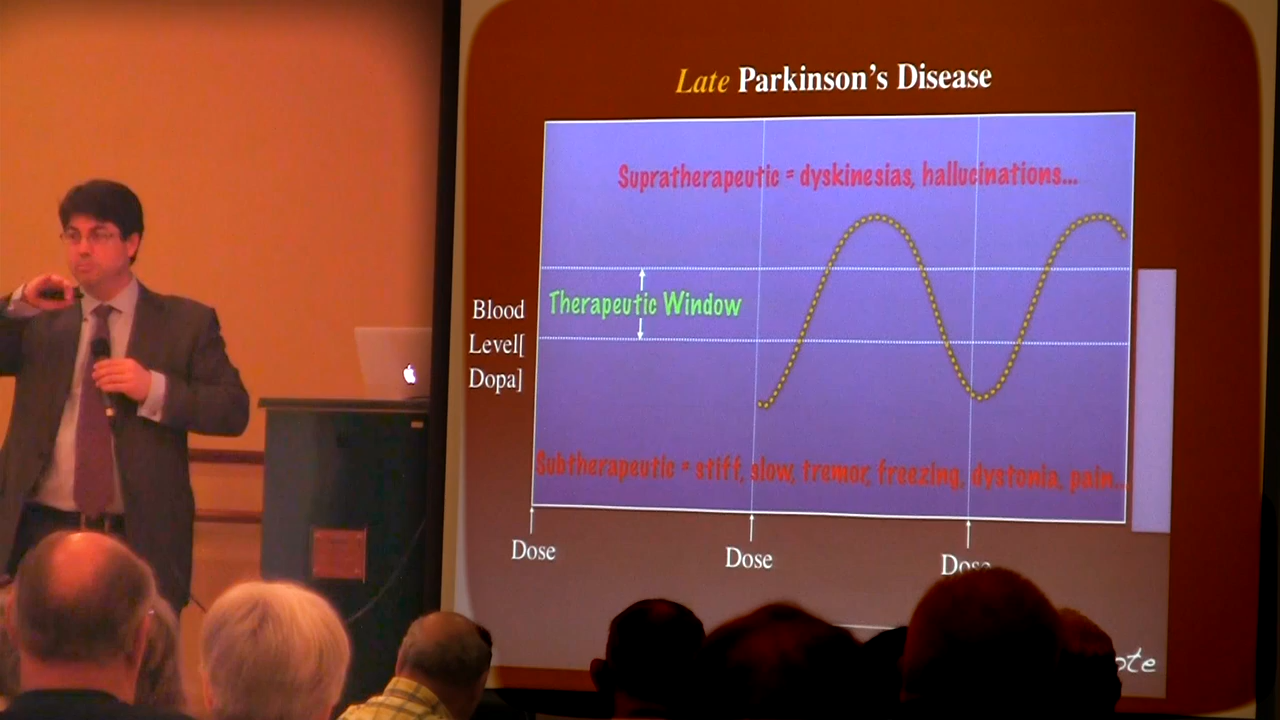 Late Parkinson's Disease
Supratherapeutic = dyskinesias, hallucinations...
Therapeutic Window
Blood
Level[
Dopa]
Subtherapeutic = stiff, slow, tremor, freezing, dystonia, pain...
Dose
Dose
Dose